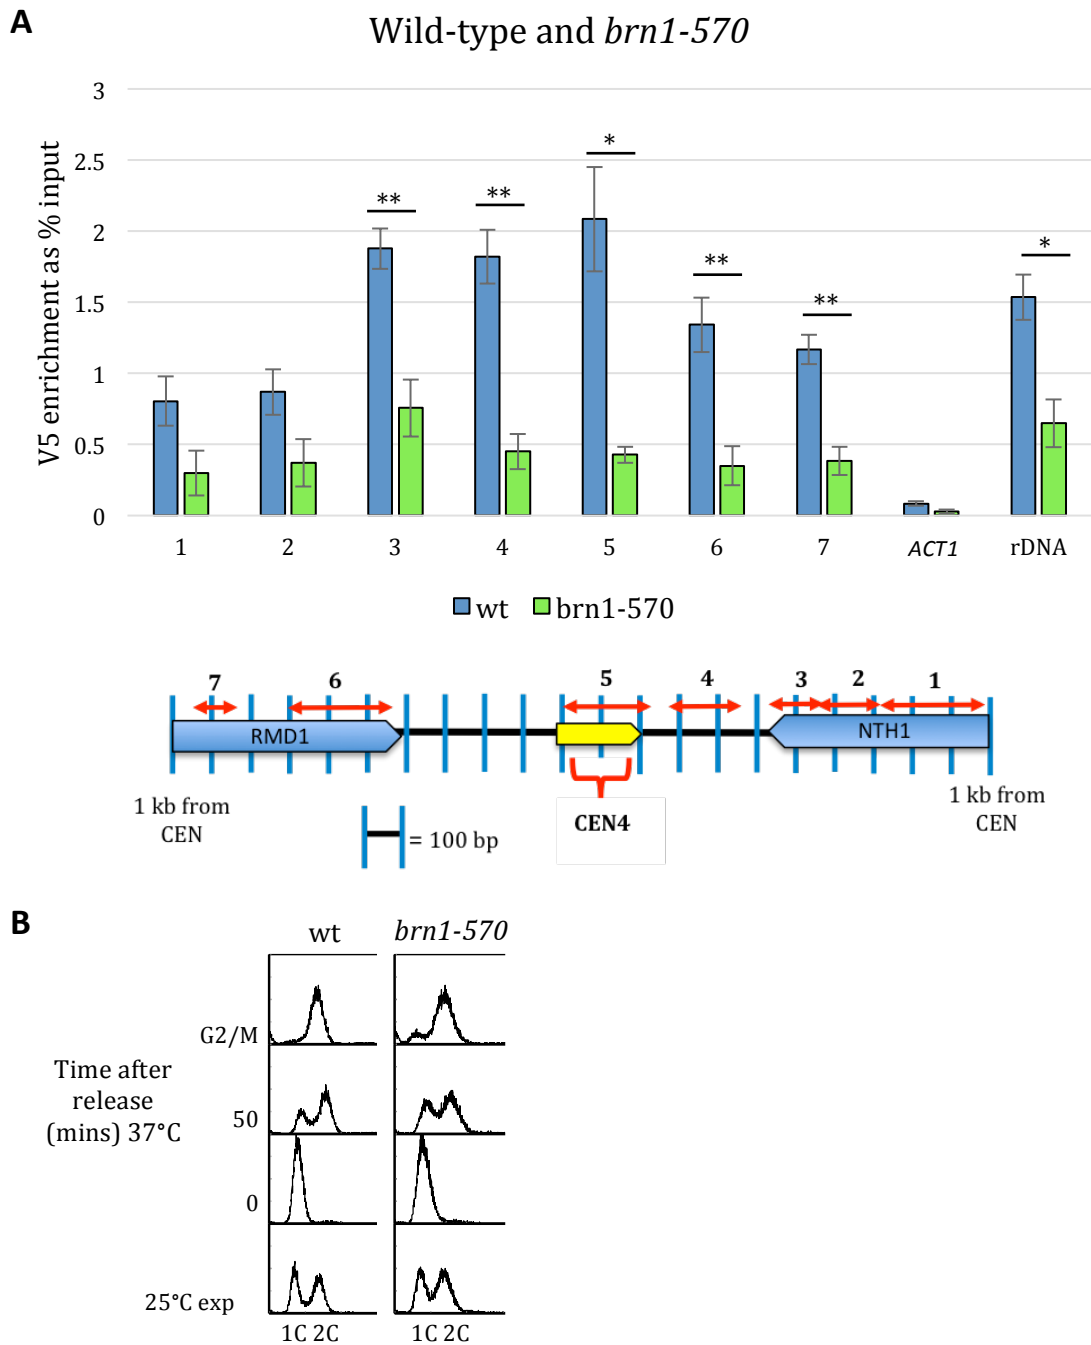 A
Wild-type and brn1-570
V5 enrichment as % input
3
2.5
2
1.5
1
0.5
0
** ** * ** ** *
1 2 3 4 5 6 7 ACT1 rDNA
wt brn1-570
7 6 5 4 3 2 1
RMD1 NTH1
1 kb from
CEN
CEN4
1 kb from
CEN
= 100 bp
B
wt brn1-570
Time after
release
(mins) 37°C
G2/M
50
0
25°C exp
1C 2C 1C 2C